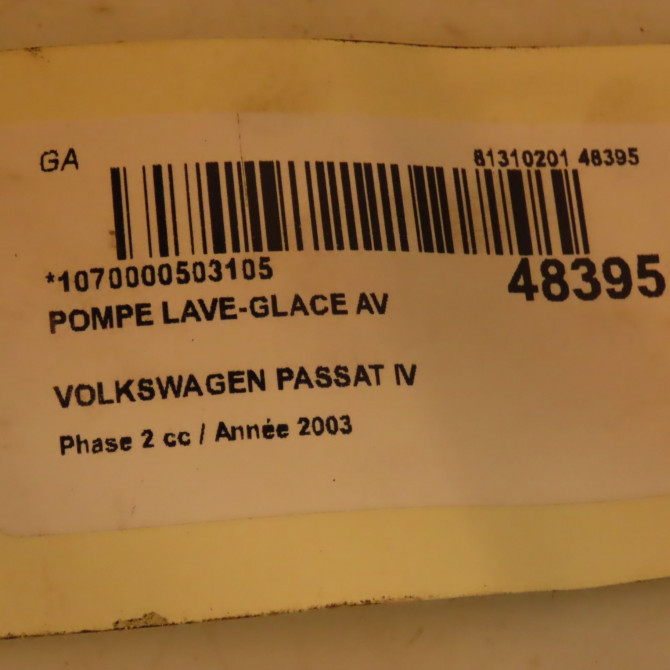 GA
81310201 48395
*1070000503105
48395
POMPE LAVE-GLACE AV
VOLKSWAGEN PASSAT IV
Phase 2 cc / Année 2003